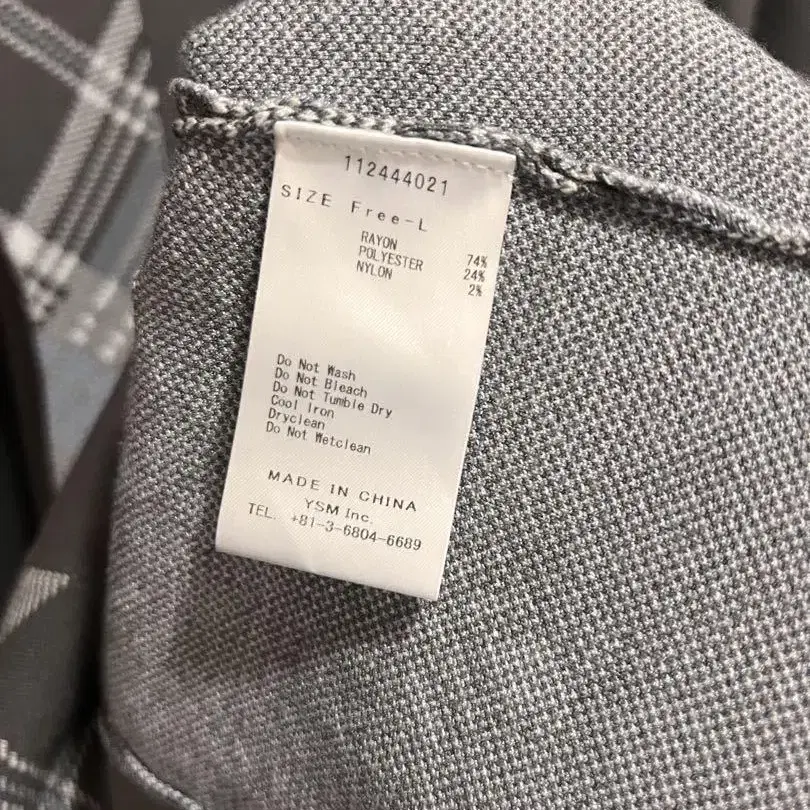 112444021
SIZE Free-L
RAYON 74%
POLYESTER 24%
NYLON 2%
Do Not Wash
Do Not Bleach
Do Not Tumble Dry
Cool Iron
Dryclean
Do Not Wetclean
MADE IN CHINA
YSM Inc.
TEL. +81-3-6804-6689